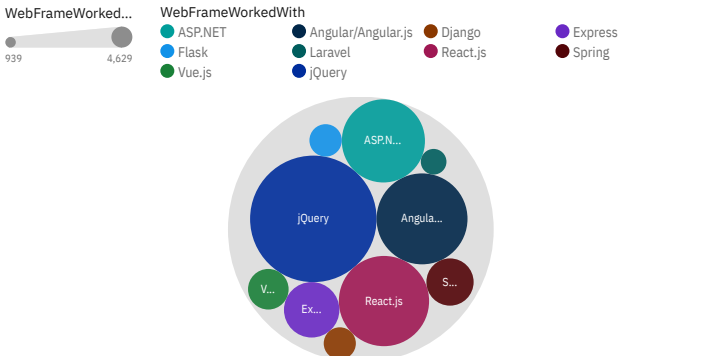 WebFrameWorked...
939
4,629
WebFrameWorkedWith
ASP.NET
Angular/Angular.js
Django
Express
Flask
Laravel
React.js
Spring
Vue.js
jQuery
ASP.N...
jQuery
Angula...
V...
Ex...
React.js
S...